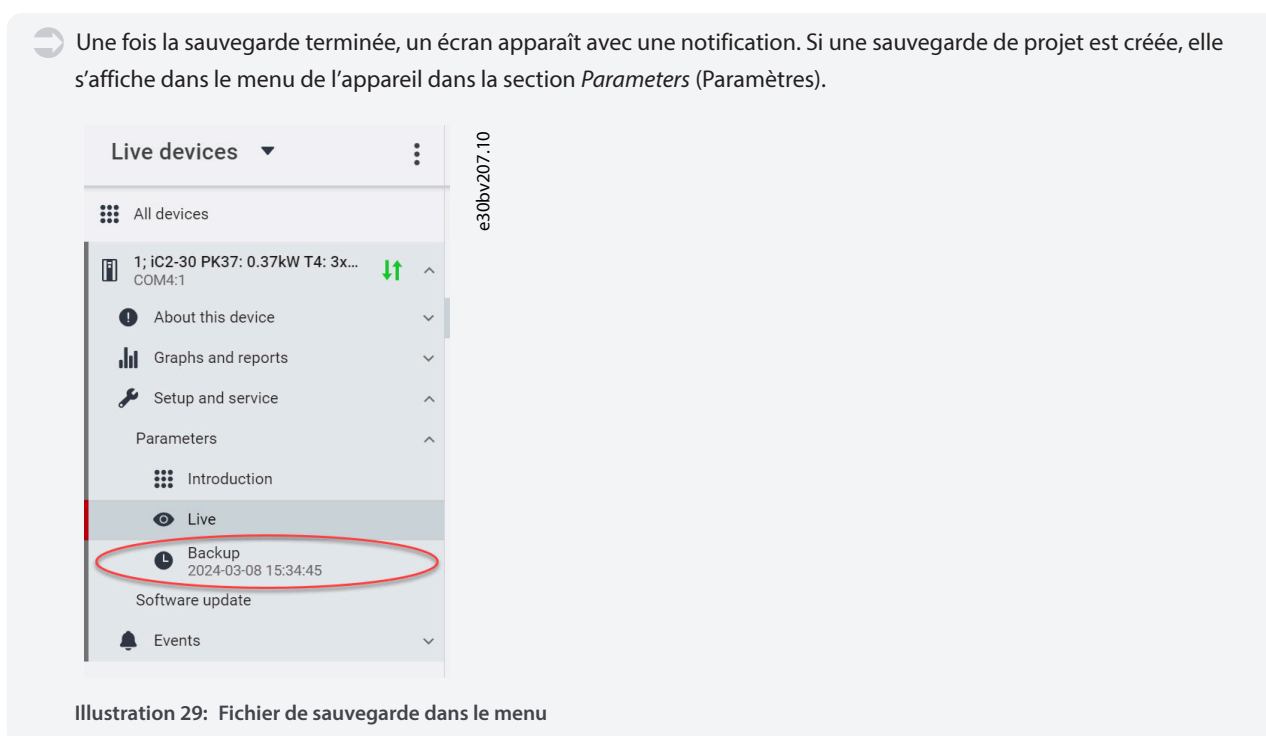 Une fois la sauvegarde terminée, un écran apparaît avec une notification. Si une sauvegarde de projet est créée, elle
s’affiche dans le menu de l’appareil dans la section Parameters (Paramètres).
Live devices
e30bv207.10
All devices
1; iC2-30 PK37: 0.37kW T4: 3x...
COM4:1
About this device
Graphs and reports
Setup and service
Parameters
Introduction
Live
Backup
2024-03-08 15:34:45
Software update
Events
Illustration 29: Fichier de sauvegarde dans le menu